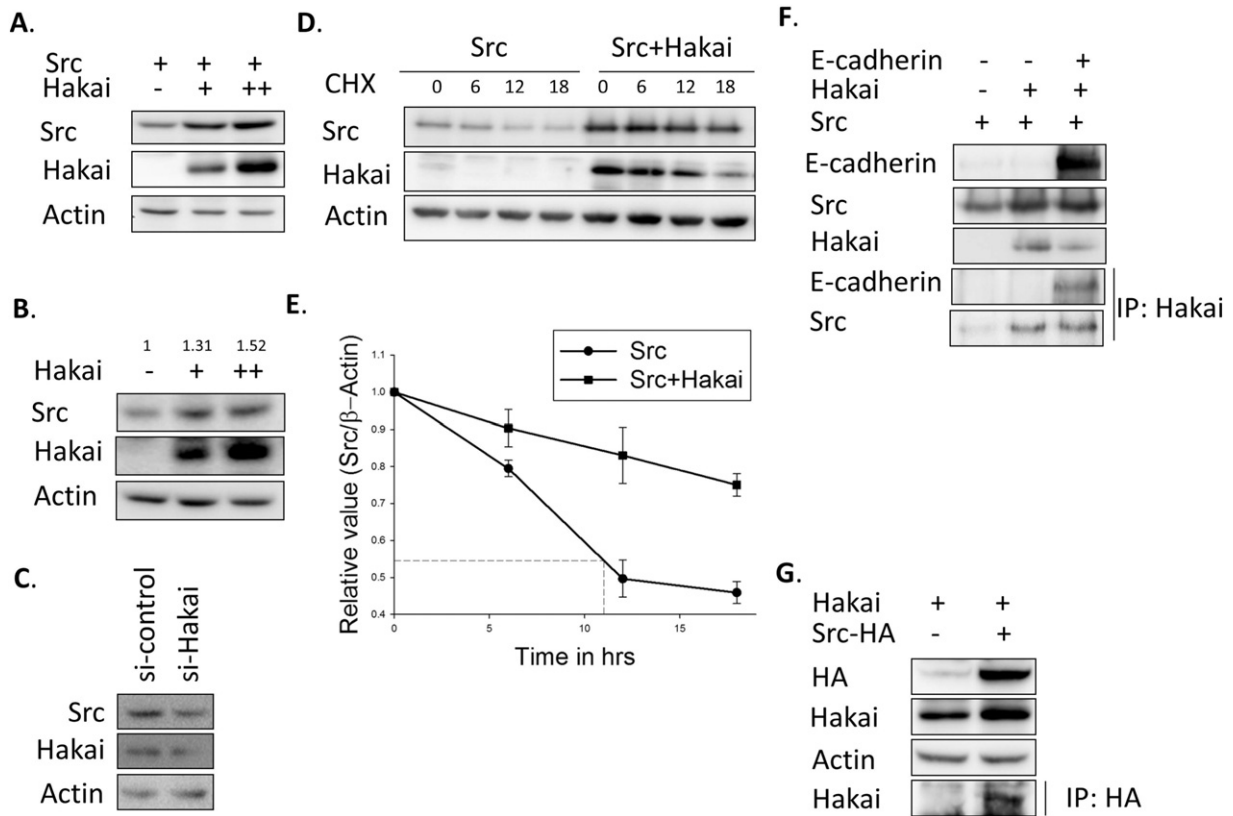 A.
Src + + +
Hakai - + ++
Src
Hakai
Actin
B.
1 1.31 1.52
Hakai - + ++
Src
Hakai
Actin
C.
si-control
si-Hakai
Src
Hakai
Actin
D.
Src Src+Hakai
CHX 0 6 12 18 0 6 12 18
Src
Hakai
Actin
E.
Relative value (Src/β-Actin)
1.1
1.0
0.9
0.8
0.7
0.6
0.5
0.4
Src
Src+Hakai
0 5 10 15
Time in hrs
F.
E-cadherin - - +
Hakai - + +
Src + + +
E-cadherin
Src
Hakai
E-cadherin
Src
IP: Hakai
G.
Hakai + +
Src-HA - +
HA
Hakai
Actin
Hakai
IP: HA